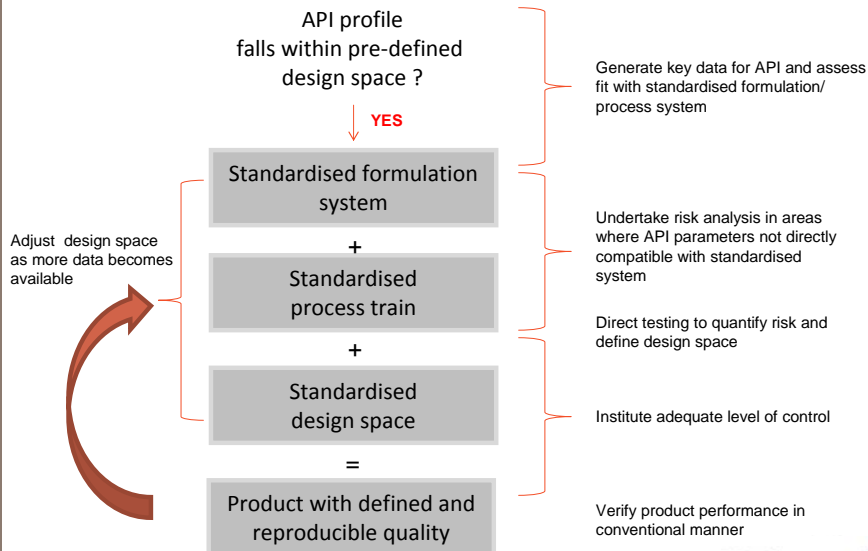 API profile
falls within pre-defined
design space ?
YES
Generate key data for API and assess
fit with standardised formulation/
process system
Standardised formulation
system
+
Standardised
process train
+
Standardised
design space
=
Product with defined and
reproducible quality
Adjust design space
as more data becomes
available
Undertake risk analysis in areas
where API parameters not directly
compatible with standardised
system
Direct testing to quantify risk and
define design space
Institute adequate level of control
Verify product performance in
conventional manner